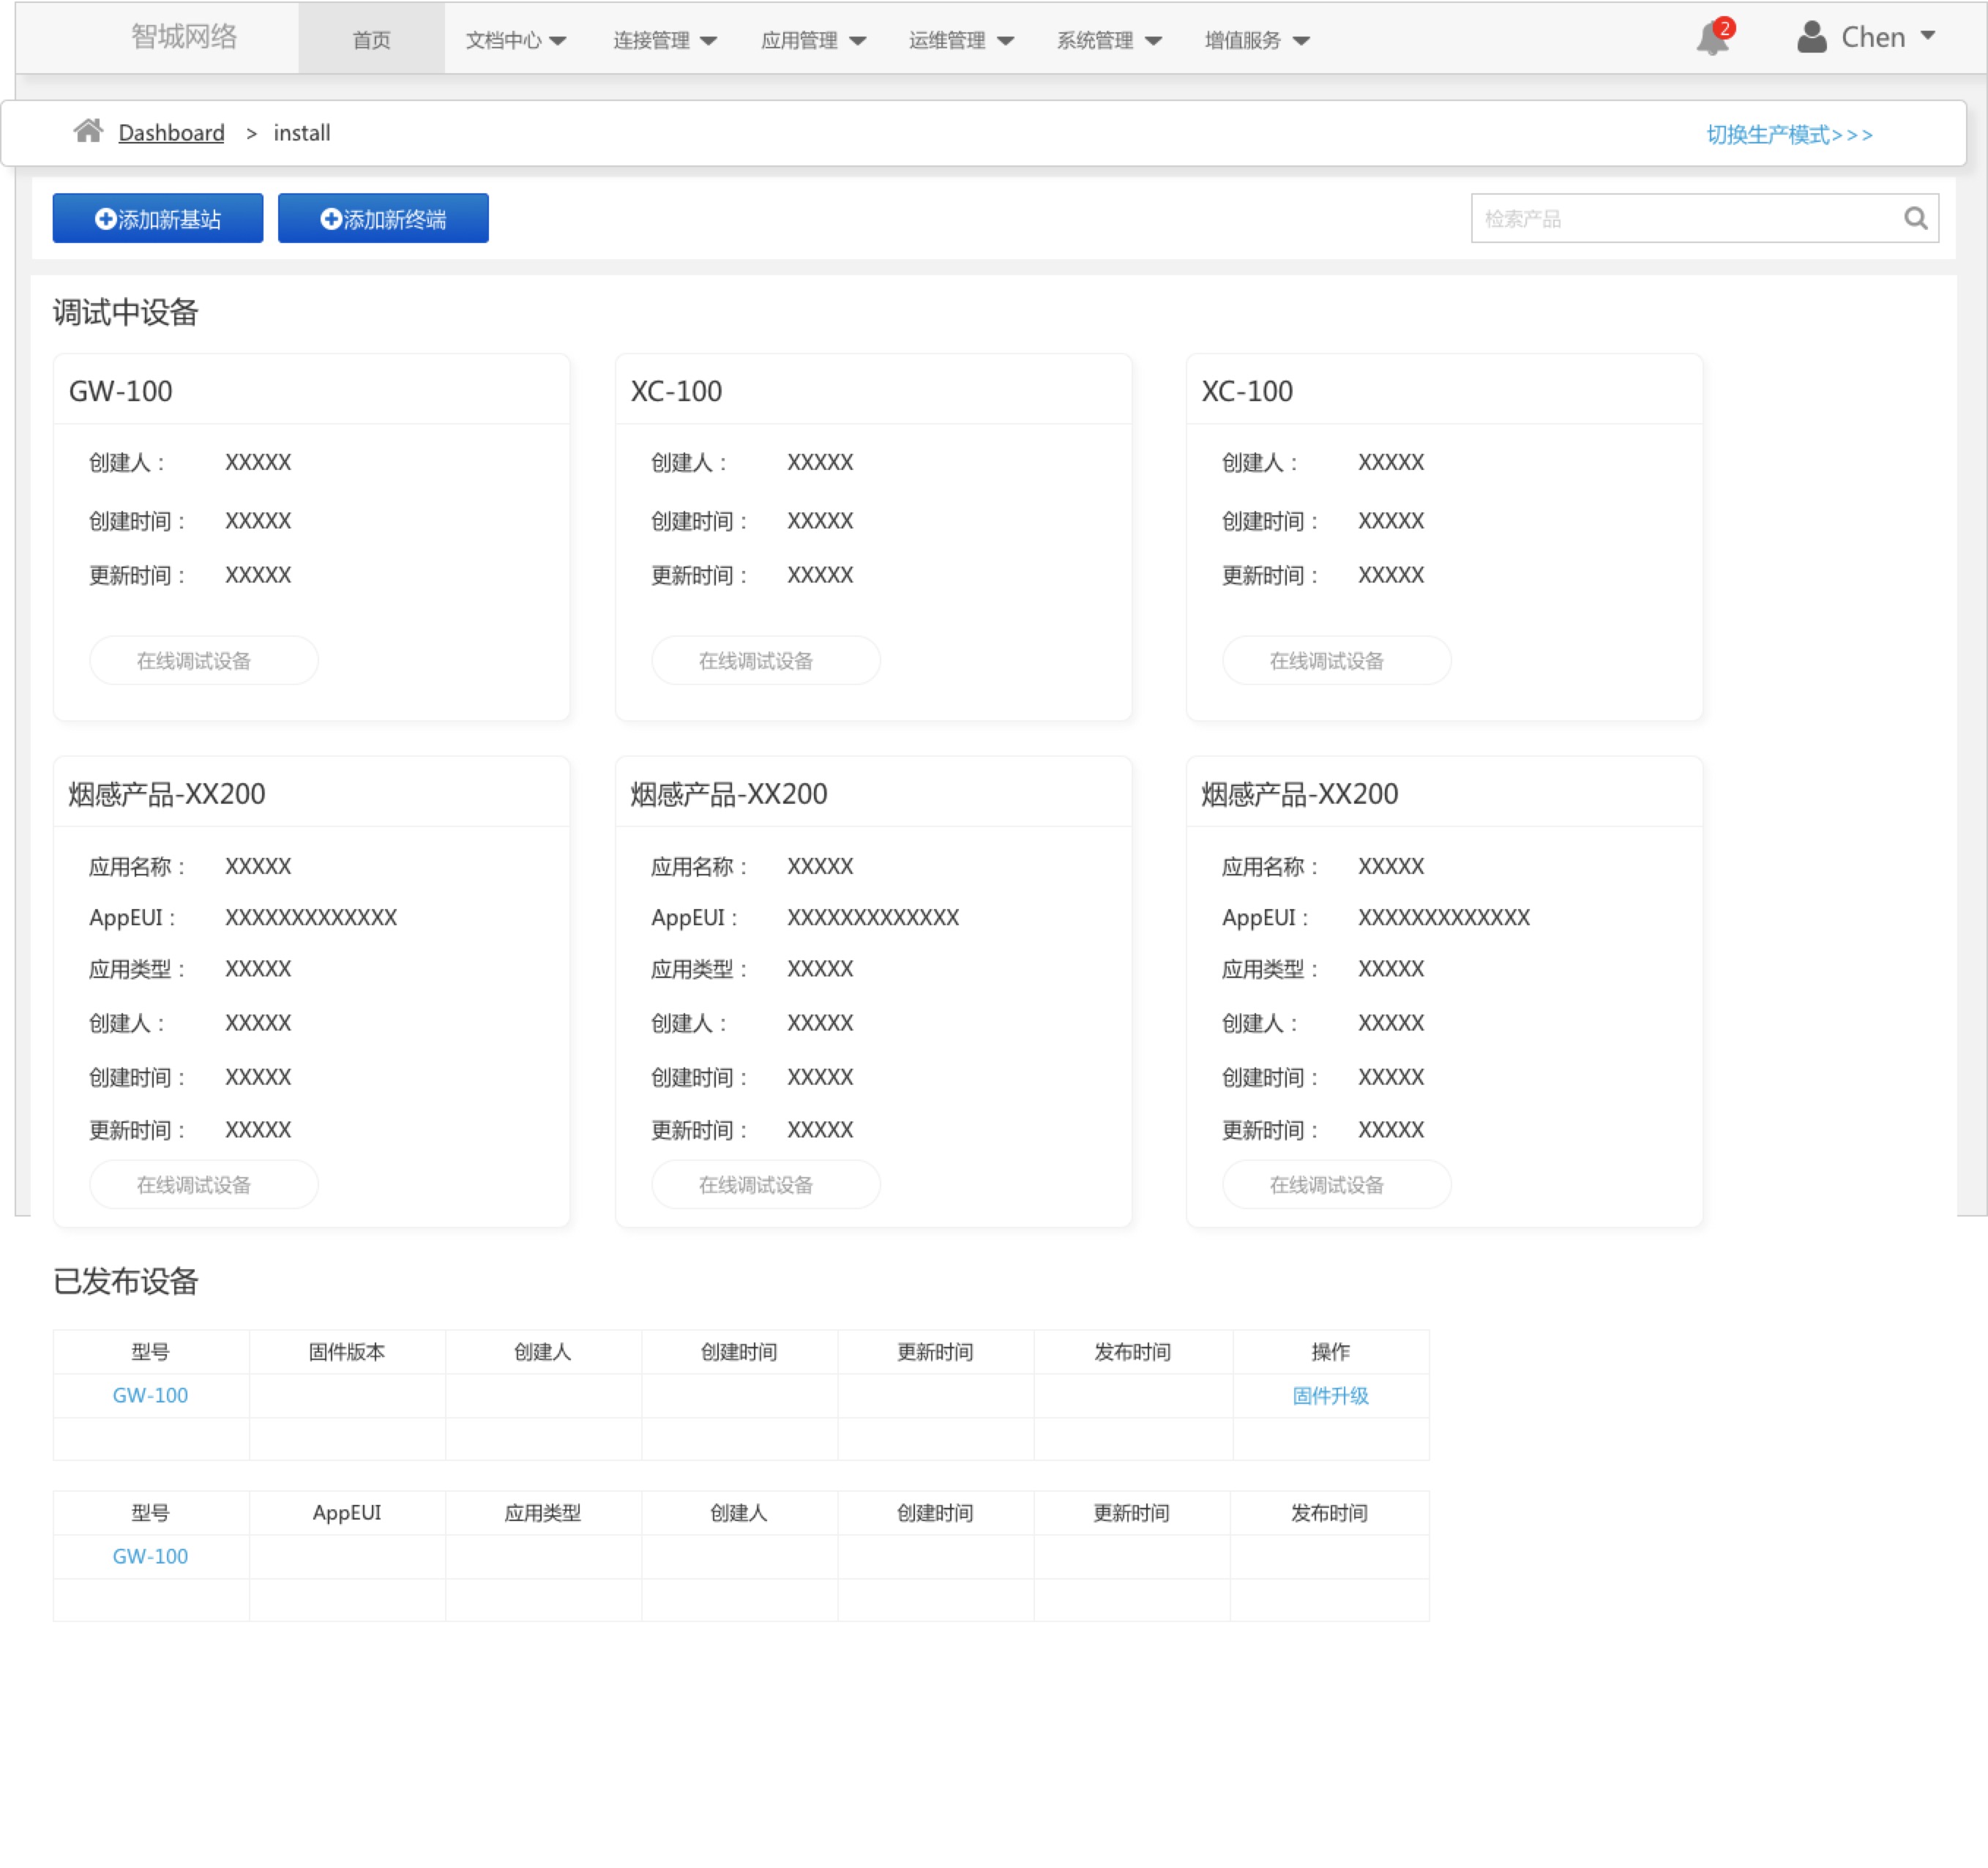 智城网络 首页 文档中心 连接管理 应用管理 运维管理 系统管理 增值服务 2 Chen
Dashboard > install 切换生产模式>>>
添加新基站 添加新终端 检索产品
调试中设备
GW-100 XC-100 XC-100
创建人： XXXXX 创建人： XXXXX 创建人： XXXXX
创建时间： XXXXX 创建时间： XXXXX 创建时间： XXXXX
更新时间： XXXXX 更新时间： XXXXX 更新时间： XXXXX
在线调试设备 在线调试设备 在线调试设备
烟感产品-XX200 烟感产品-XX200 烟感产品-XX200
应用名称： XXXXX 应用名称： XXXXX 应用名称： XXXXX
AppEUI： XXXXXXXXXXXXX AppEUI： XXXXXXXXXXXXX AppEUI： XXXXXXXXXXXXX
应用类型： XXXXX 应用类型： XXXXX 应用类型： XXXXX
创建人： XXXXX 创建人： XXXXX 创建人： XXXXX
创建时间： XXXXX 创建时间： XXXXX 创建时间： XXXXX
更新时间： XXXXX 更新时间： XXXXX 更新时间： XXXXX
在线调试设备 在线调试设备 在线调试设备
已发布设备
型号 固件版本 创建人 创建时间 更新时间 发布时间 操作
GW-100 固件升级
型号 AppEUI 应用类型 创建人 创建时间 更新时间 发布时间
GW-100